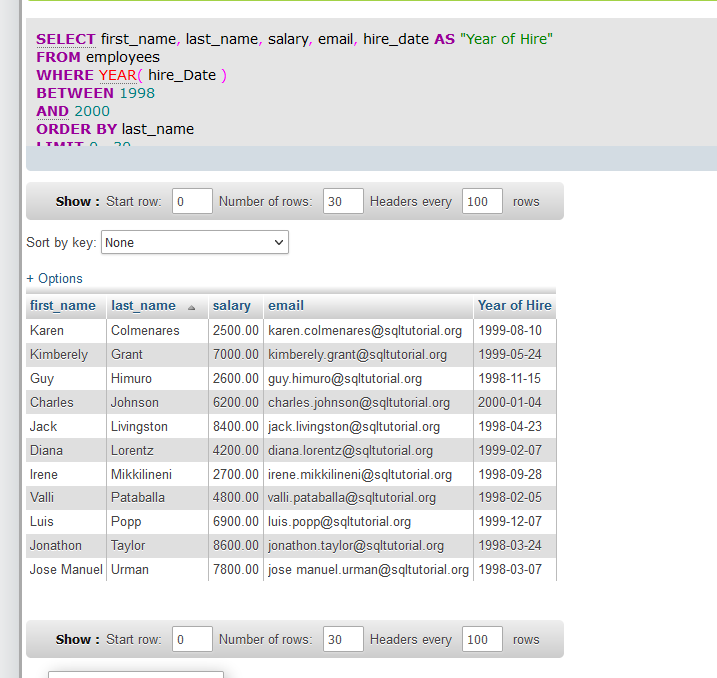 SELECT first_name, last_name, salary, email, hire_date AS "Year of Hire"
FROM employees
WHERE YEAR( hire_Date )
BETWEEN 1998
AND 2000
ORDER BY last_name
LIMIT 0 , 30
Show : Start row: 0 Number of rows: 30 Headers every 100 rows
Sort by key: None
+ Options
first_name last_name salary email Year of Hire
Karen Colmenares 2500.00 karen.colmenares@sqltutorial.org 1999-08-10
Kimberely Grant 7000.00 kimberely.grant@sqltutorial.org 1999-05-24
Guy Himuro 2600.00 guy.himuro@sqltutorial.org 1998-11-15
Charles Johnson 6200.00 charles.johnson@sqltutorial.org 2000-01-04
Jack Livingston 8400.00 jack.livingston@sqltutorial.org 1998-04-23
Diana Lorentz 4200.00 diana.lorentz@sqltutorial.org 1999-02-07
Irene Mikkilineni 2700.00 irene.mikkilineni@sqltutorial.org 1998-09-28
Valli Pataballa 4800.00 valli.pataballa@sqltutorial.org 1998-02-05
Luis Popp 6900.00 luis.popp@sqltutorial.org 1999-12-07
Jonathon Taylor 8600.00 jonathon.taylor@sqltutorial.org 1998-03-24
Jose Manuel Urman 7800.00 jose manuel.urman@sqltutorial.org 1998-03-07
Show : Start row: 0 Number of rows: 30 Headers every 100 rows